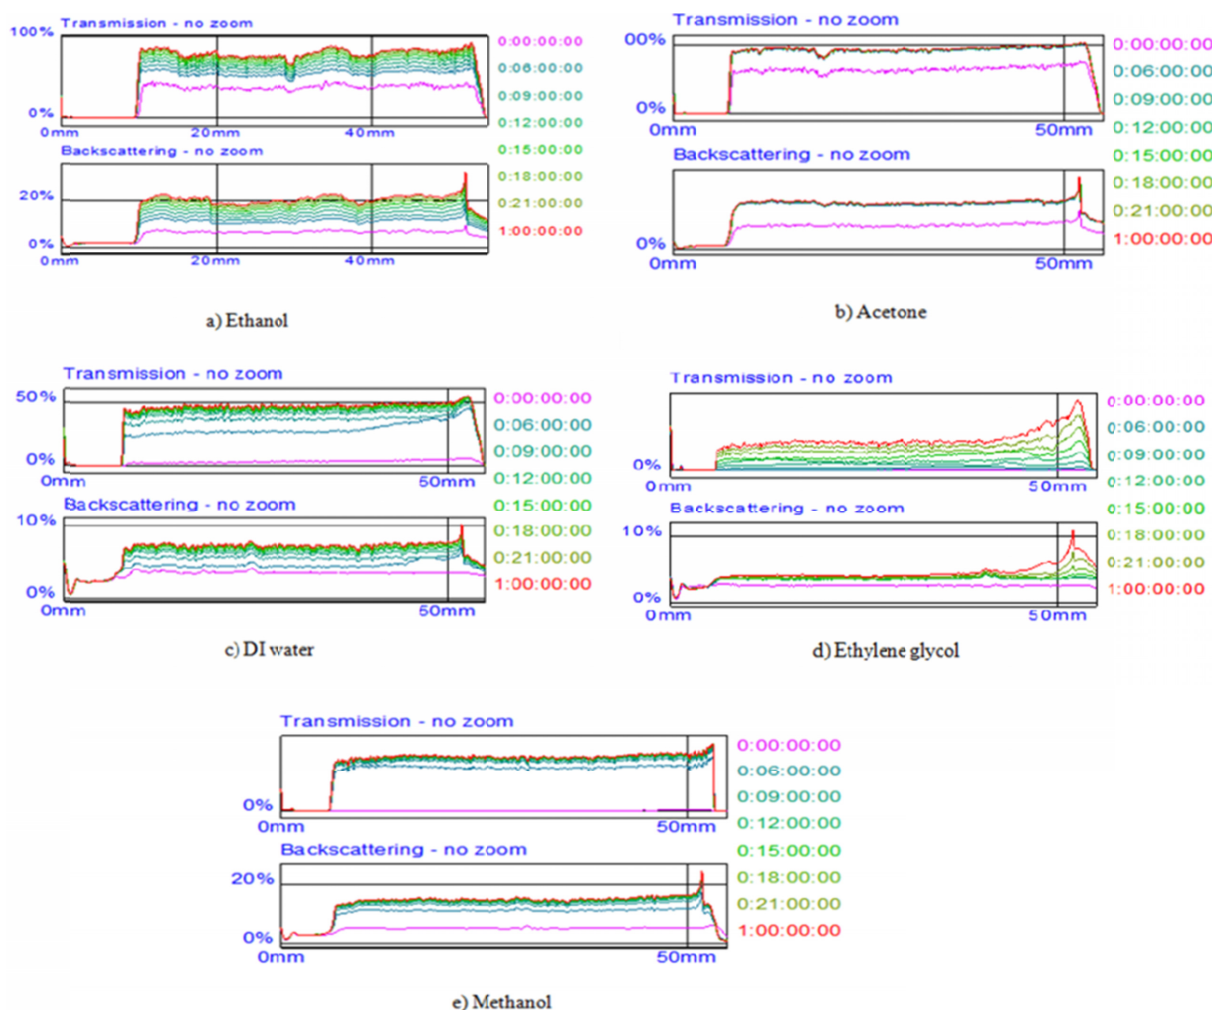 Transmission - no zoom
100%
0%
0mm 20mm 40mm
Backscattering - no zoom
20%
0%
0mm 20mm 40mm
0:00:00:00
0:06:00:00
0:09:00:00
0:12:00:00
0:15:00:00
0:18:00:00
0:21:00:00
1:00:00:00
a) Ethanol
Transmission - no zoom
00%
0%
0mm 50mm
Backscattering - no zoom
00%
0mm 50mm
0:00:00:00
0:06:00:00
0:09:00:00
0:12:00:00
0:15:00:00
0:18:00:00
0:21:00:00
1:00:00:00
b) Acetone
Transmission - no zoom
50%
0%
0mm 50mm
Backscattering - no zoom
10%
0%
0mm 50mm
0:00:00:00
0:06:00:00
0:09:00:00
0:12:00:00
0:15:00:00
0:18:00:00
0:21:00:00
1:00:00:00
c) DI water
Transmission - no zoom
0%
0mm 50mm
Backscattering - no zoom
10%
0%
0mm 50mm
0:00:00:00
0:06:00:00
0:09:00:00
0:12:00:00
0:15:00:00
0:18:00:00
0:21:00:00
1:00:00:00
d) Ethylene glycol
Transmission - no zoom
0%
0mm 50mm
Backscattering - no zoom
20%
0%
0mm 50mm
0:00:00:00
0:06:00:00
0:09:00:00
0:12:00:00
0:15:00:00
0:18:00:00
0:21:00:00
1:00:00:00
e) Methanol